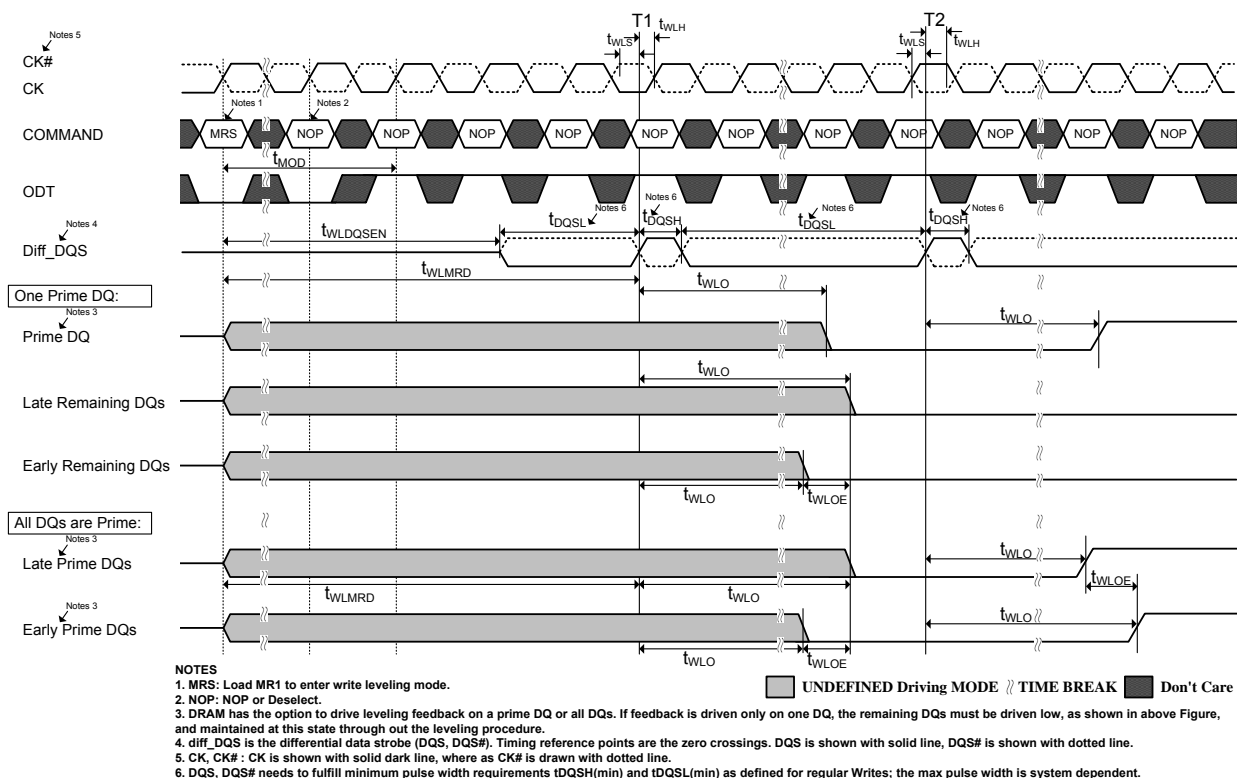 T1 T2
tWLS tWLH tWLS tWLH
Notes 5
CK#
CK
Notes 1 Notes 2
COMMAND MRS NOP NOP NOP NOP NOP NOP NOP NOP NOP NOP NOP
tMOD
ODT
Notes 6 Notes 6 Notes 6 Notes 6
tDQSL tDQSH tDQSL tDQSH
Notes 4
tWLDQSEN
Diff_DQS
tWLMRD
tWLO
One Prime DQ:
Notes 3
tWLO
Prime DQ
tWLO
Late Remaining DQs
Early Remaining DQs
tWLO tWLOE
All DQs are Prime:
Notes 3
Late Prime DQs
tWLO
tWLMRD tWLO
tWLOE
Notes 3
Early Prime DQs
tWLO
tWLO tWLOE
NOTES
1. MRS: Load MR1 to enter write leveling mode.
UNDEFINED Driving MODE TIME BREAK Don't Care
2. NOP: NOP or Deselect.
3. DRAM has the option to drive leveling feedback on a prime DQ or all DQs. If feedback is driven only on one DQ, the remaining DQs must be driven low, as shown in above Figure,
and maintained at this state through out the leveling procedure.
4. diff_DQS is the differential data strobe (DQS, DQS#). Timing reference points are the zero crossings. DQS is shown with solid line, DQS# is shown with dotted line.
5. CK, CK# : CK is shown with solid dark line, where as CK# is drawn with dotted line.
6. DQS, DQS# needs to fulfill minimum pulse width requirements tDQSH(min) and tDQSL(min) as defined for regular Writes; the max pulse width is system dependent.